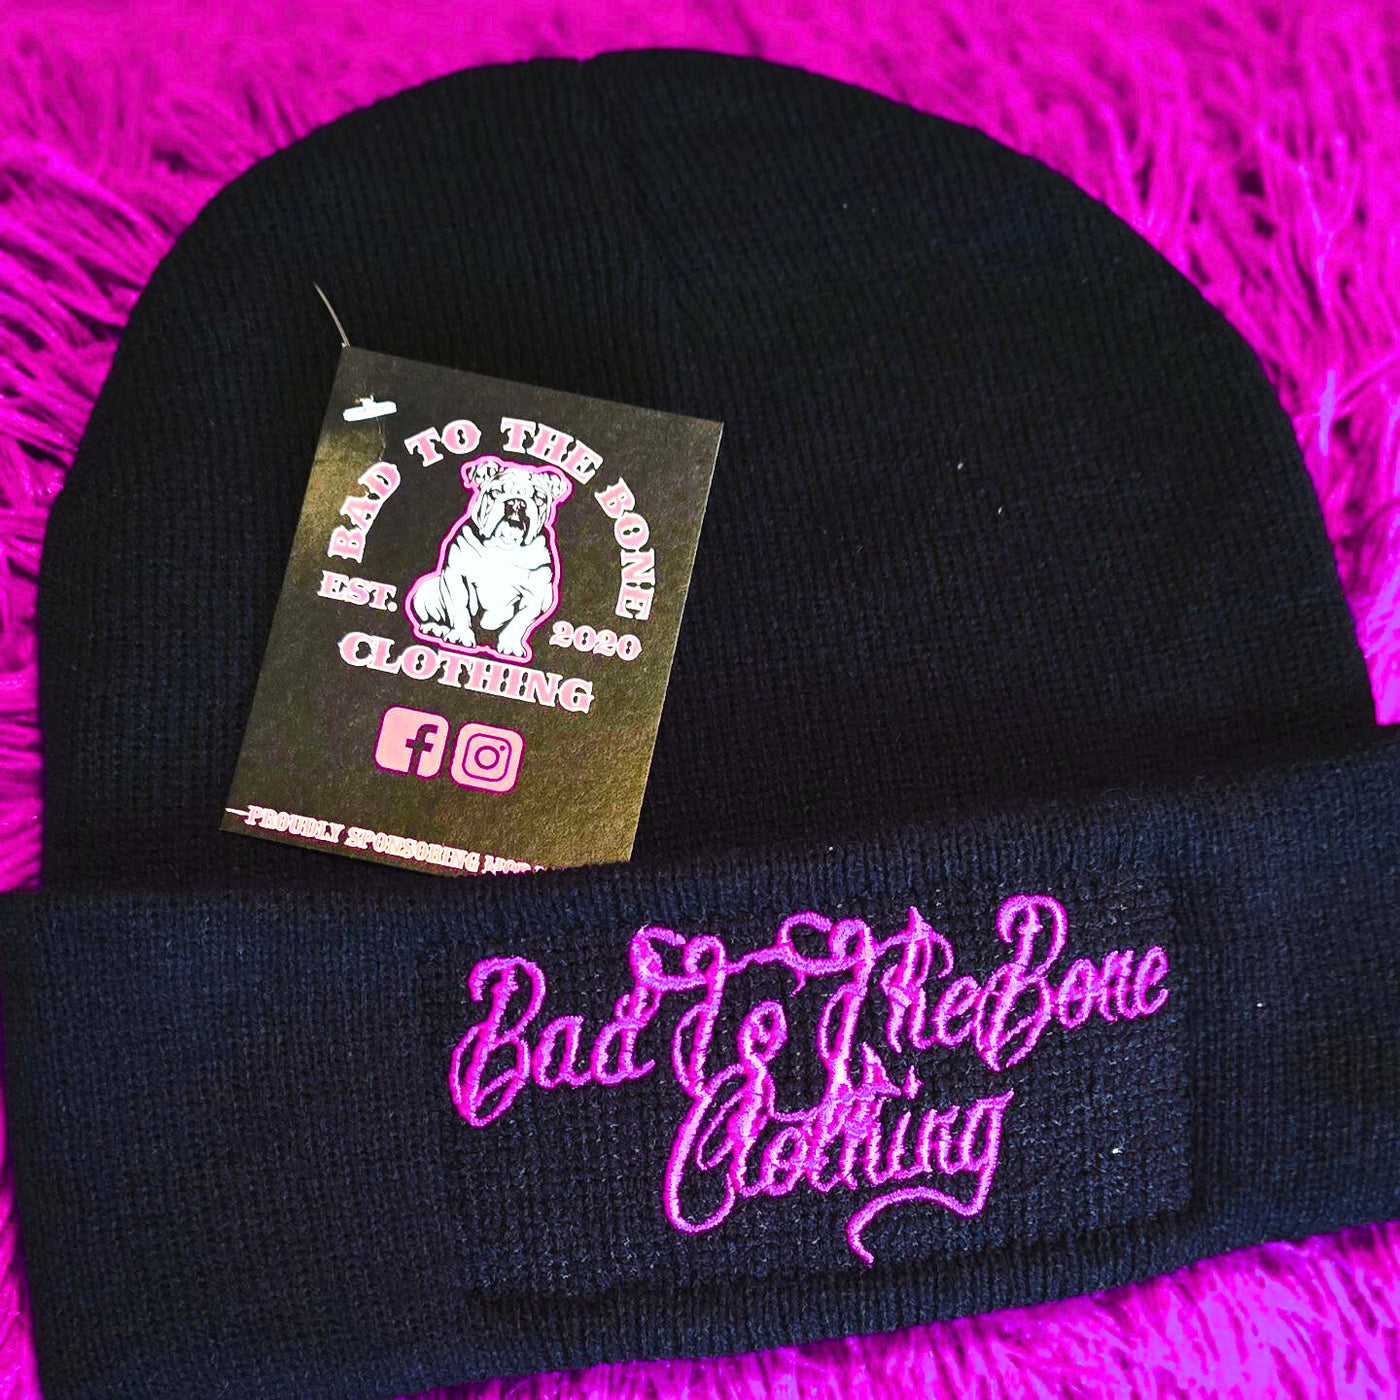 BAD TO THE BONE
EST. 2020
CLOTHING
PROUDLY SPONSORING
Bad To The Bone
Clothing